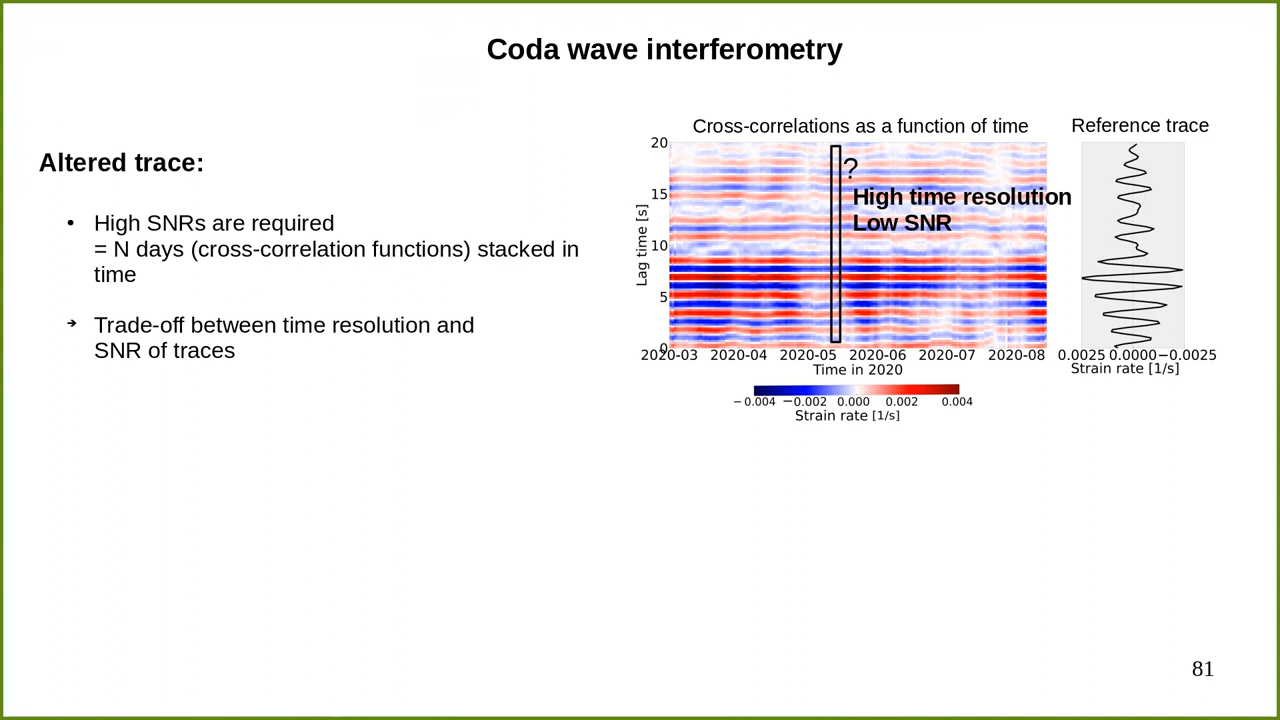 Coda wave interferometry
Altered trace:
• High SNRs are required
= N days (cross-correlation functions) stacked in
time
➔ Trade-off between time resolution and
SNR of traces
Cross-correlations as a function of time
Reference trace
?
High time resolution
Low SNR
Lag time [s]
20
15
10
5
0
2020-03 2020-04 2020-05 2020-06 2020-07 2020-08
Time in 2020
0.0025 0.0000−0.0025
Strain rate [1/s]
−0.004 −0.002 0.000 0.002 0.004
Strain rate [1/s]
81